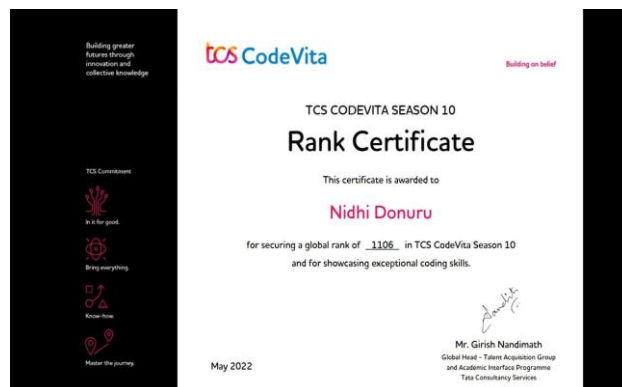 Building greater
futures through
innovation and
collective knowledge
tcs CodeVita
Building on belief
TCS CODEVITA SEASON 10
Rank Certificate
This certificate is awarded to
Nidhi Donuru
for securing a global rank of 1106 in TCS CodeVita Season 10
and for showcasing exceptional coding skills.
TCS Commitment
In it for good.
Bring everything.
Know-how.
Master the journey.
May 2022
Mr. Girish Nandimath
Global Head - Talent Acquisition Group
and Academic Interface Programme
Tata Consultancy Services